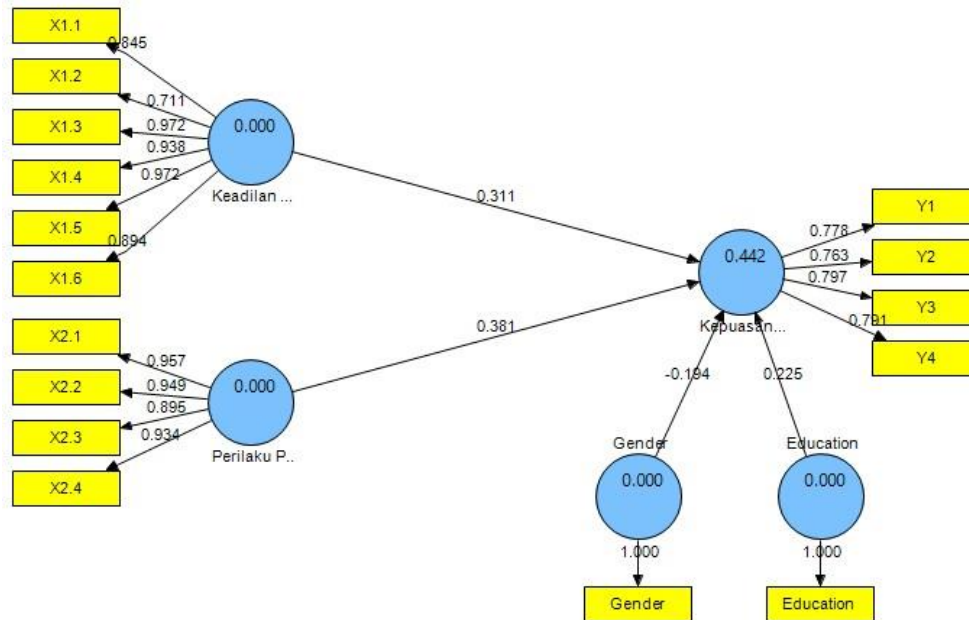 X1.1
0.845
X1.2
0.711
X1.3
0.972
0.938
X1.4
0.972
X1.5
0.894
X1.6
0.000
Keadilan ...
0.311
X2.1
0.957
X2.2
0.949
0.895
X2.3
0.934
X2.4
0.000
Perilaku P..
0.381
0.442
Kepuasan...
0.778
Y1
0.763
Y2
0.797
Y3
0.791
Y4
-0.194
0.225
Gender
0.000
1.000
Gender
Education
0.000
1.000
Education